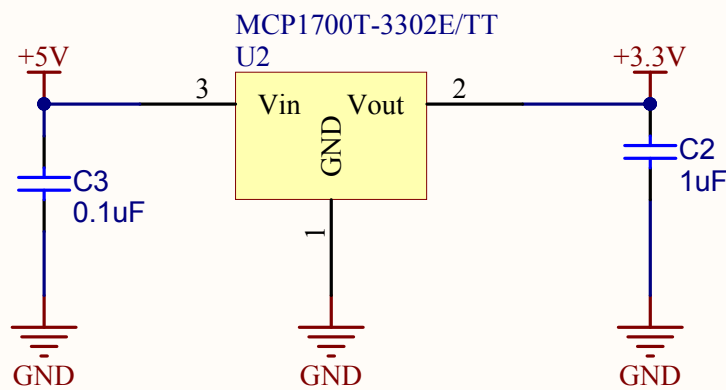 MCP1700T-3302E/TT
U2
+5V
+3.3V
3
Vin
Vout
2
GND
1
C3
0.1uF
C2
1uF
GND
GND
GND